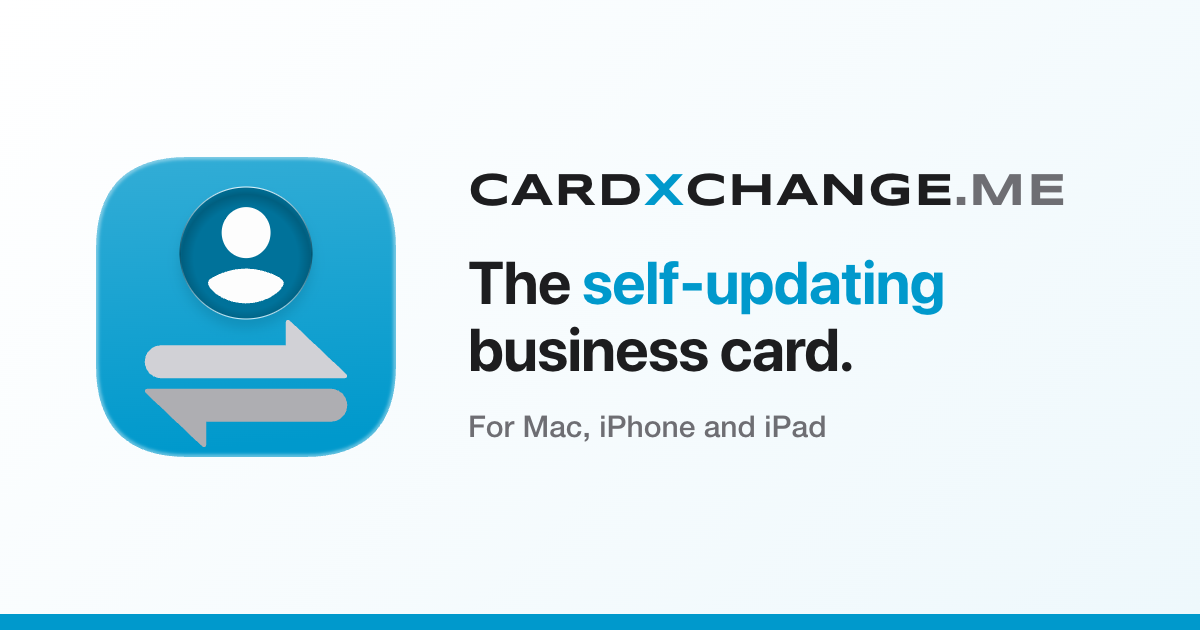 CARDXCHANGE.ME
The self-updating
business card.
For Mac, iPhone and iPad